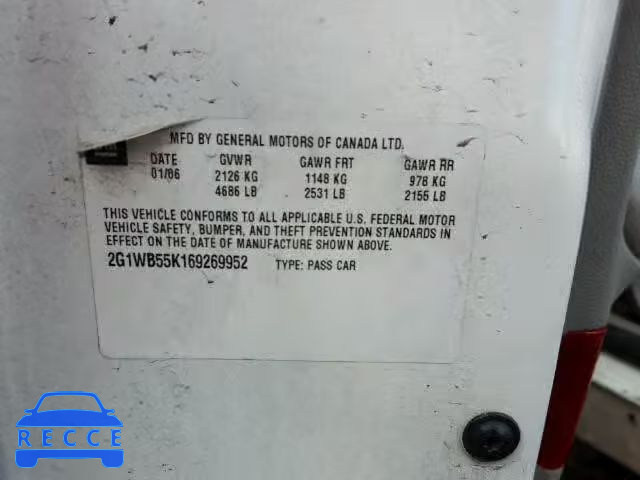 MFD BY GENERAL MOTORS OF CANADA LTD.
DATE GVWR GAWR FRT GAWR RR
01/06 2126 KG 1148 KG 978 KG
4686 LB 2531 LB 2155 LB
THIS VEHICLE CONFORMS TO ALL APPLICABLE U.S. FEDERAL MOTOR
VEHICLE SAFETY, BUMPER, AND THEFT PREVENTION STANDARDS IN
EFFECT ON THE DATE OF MANUFACTURE SHOWN ABOVE.
2G1WB55K169269952 TYPE: PASS CAR
RECCE